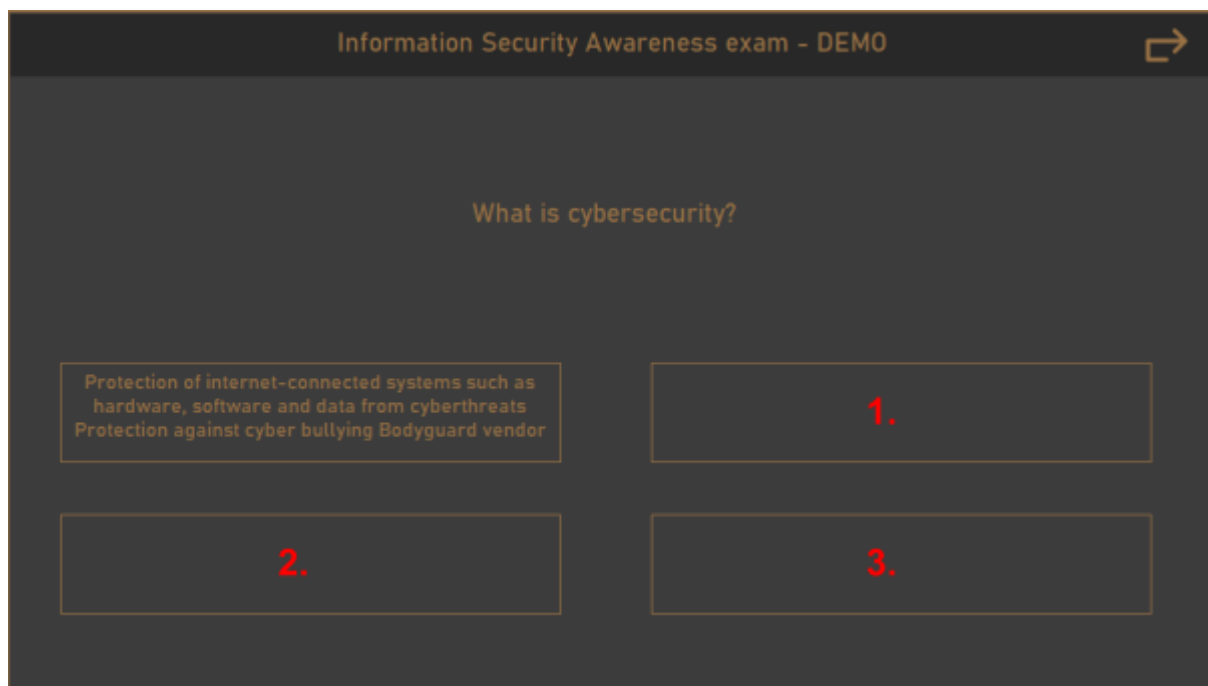 Information Security Awareness exam - DEMO
What is cybersecurity?
Protection of internet-connected systems such as
hardware, software and data from cyberthreats
Protection against cyber bullying Bodyguard vendor
1.
2.
3.